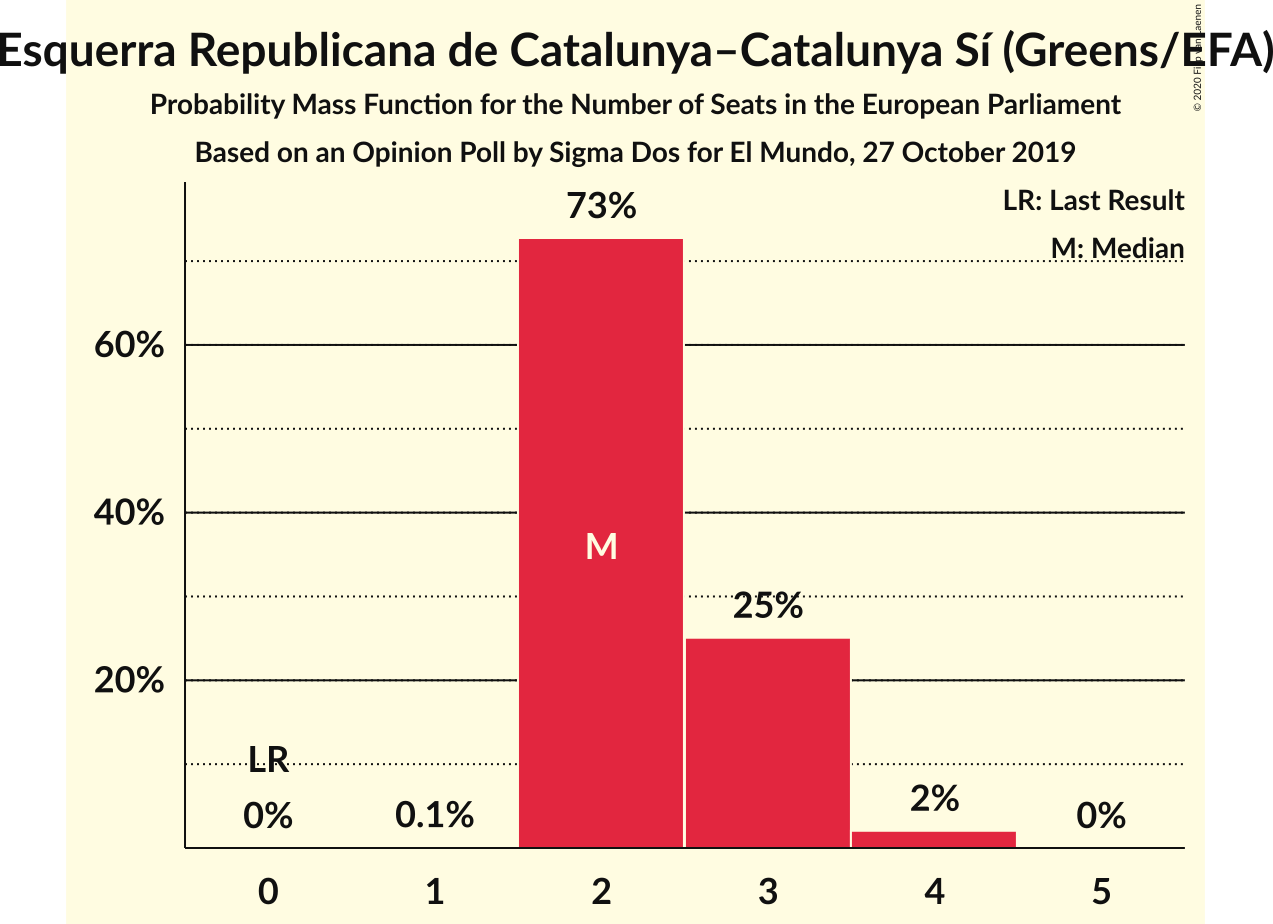 Esquerra Republicana de Catalunya–Catalunya Sí (Greens/EFA)
Probability Mass Function for the Number of Seats in the European Parliament
Based on an Opinion Poll by Sigma Dos for El Mundo, 27 October 2019
© 2020
LR: Last Result
M: Median
73%
60%
40%
M
25%
20%
LR
0% 0.1% 2% 0%
0 1 2 3 4 5